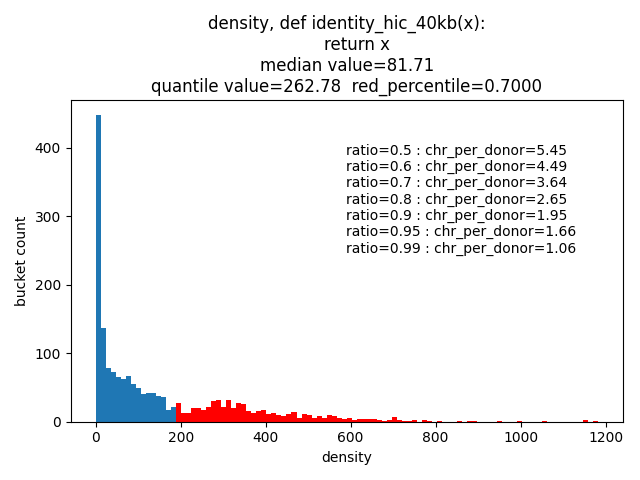 density, def identity_hic_40kb(x):
return x
median value=81.71
quantile value=262.78  red_percentile=0.7000
ratio=0.5 : chr_per_donor=5.45
ratio=0.6 : chr_per_donor=4.49
ratio=0.7 : chr_per_donor=3.64
ratio=0.8 : chr_per_donor=2.65
ratio=0.9 : chr_per_donor=1.95
ratio=0.95 : chr_per_donor=1.66
ratio=0.99 : chr_per_donor=1.06
bucket count
400
300
200
100
0
0 200 400 600 800 1000 1200
density